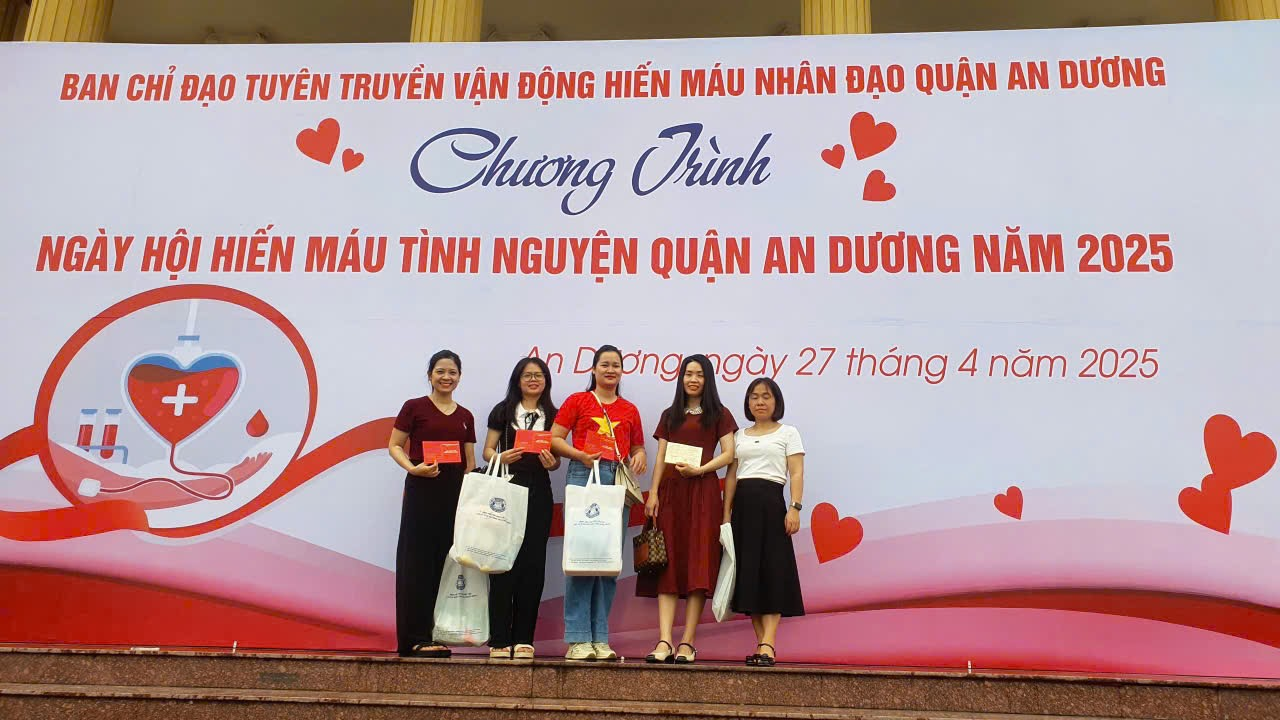 BAN CHỈ ĐẠO TUYÊN TRUYỀN VẬN ĐỘNG HIẾN MÁU NHÂN ĐẠO QUẬN AN DƯƠNG
Chương Trình
NGÀY HỘI HIẾN MÁU TÌNH NGUYỆN QUẬN AN DƯƠNG NĂM 2025
An Dương, ngày 27 tháng 4 năm 2025